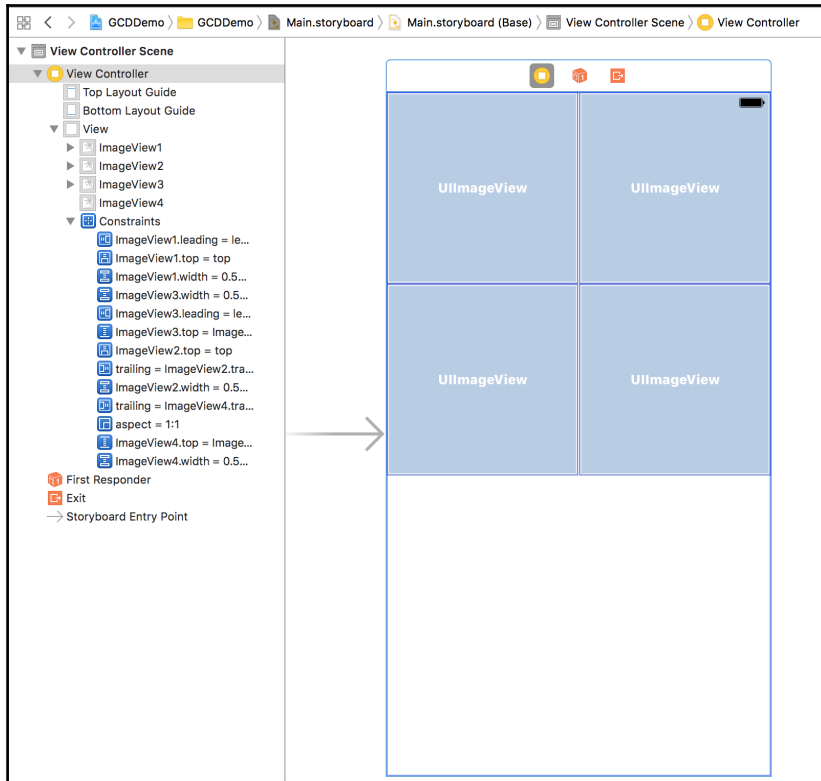 GCDDemo GCDDemo Main.storyboard Main.storyboard (Base) View Controller Scene View Controller
View Controller Scene
View Controller
Top Layout Guide
Bottom Layout Guide
View
ImageView1
ImageView2
ImageView3
ImageView4
Constraints
ImageView1.leading = le...
ImageView1.top = top
ImageView1.width = 0.5...
ImageView3.width = 0.5...
ImageView3.leading = le...
ImageView3.top = Image...
ImageView2.top = top
trailing = ImageView2.tra...
ImageView2.width = 0.5...
trailing = ImageView4.tra...
aspect = 1:1
ImageView4.top = Image...
ImageView4.width = 0.5...
First Responder
Exit
Storyboard Entry Point
UIImageView UIImageView
UIImageView UIImageView